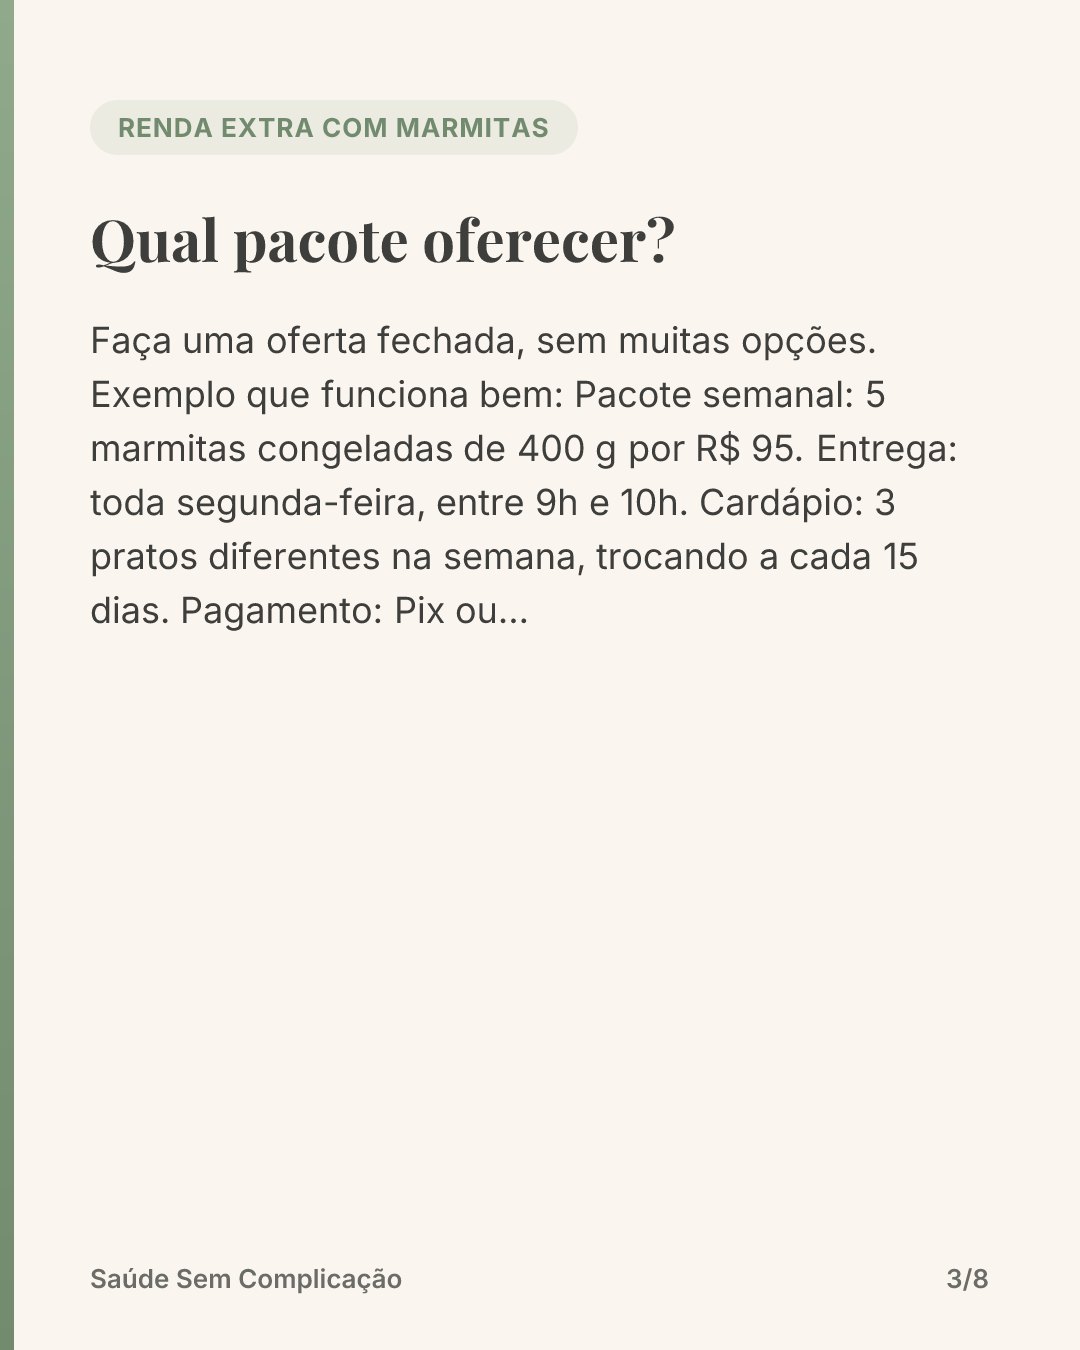 RENDA EXTRA COM MARMITAS
Qual pacote oferecer?
Faça uma oferta fechada, sem muitas opções.
Exemplo que funciona bem: Pacote semanal: 5
marmitas congeladas de 400 g por R$ 95. Entrega:
toda segunda-feira, entre 9h e 10h. Cardápio: 3
pratos diferentes na semana, trocando a cada 15
dias. Pagamento: Pix ou...
Saúde Sem Complicação
3/8